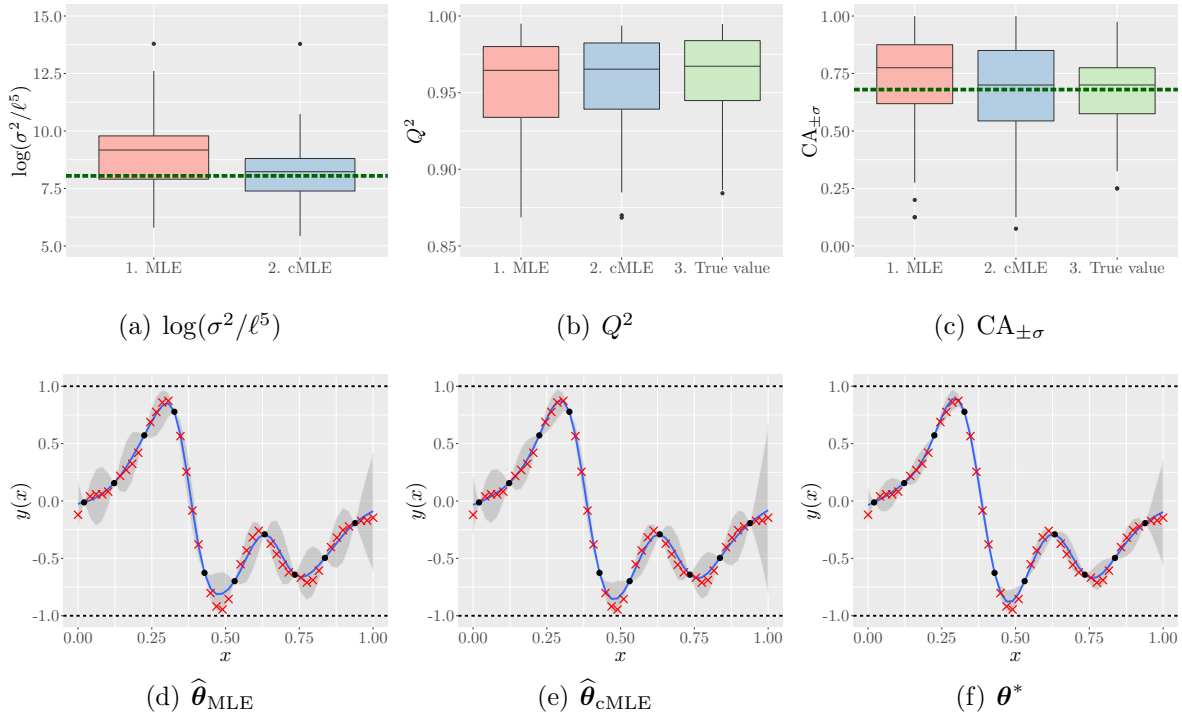 log(σ²/ℓ⁵)
15.0
12.5
10.0
7.5
5.0
1. MLE 2. cMLE
(a) log(σ²/ℓ⁵)
Q²
0.95
0.90
0.85
1. MLE 2. cMLE 3. True value
(b) Q²
CA±σ
1.00
0.75
0.50
0.25
0.00
1. MLE 2. cMLE 3. True value
(c) CA±σ
y(x)
1.0
0.5
0.0
-0.5
-1.0
0.00 0.25 0.50 0.75 1.00
x
(d) θ̂MLE
y(x)
1.0
0.5
0.0
-0.5
-1.0
0.00 0.25 0.50 0.75 1.00
x
(e) θ̂cMLE
y(x)
1.0
0.5
0.0
-0.5
-1.0
0.00 0.25 0.50 0.75 1.00
x
(f) θ*